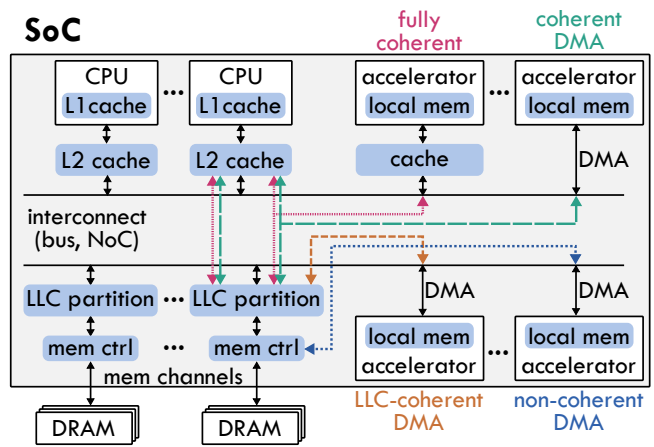 SoC
fully
coherent
coherent
DMA
CPU
L1cache
...
CPU
L1cache
accelerator
local mem
...
accelerator
local mem
L2 cache
L2 cache
cache
DMA
interconnect
(bus, NoC)
LLC partition
...
LLC partition
DMA
DMA
mem ctrl
...
mem ctrl
local mem
accelerator
...
local mem
accelerator
mem channels
LLC-coherent
DMA
non-coherent
DMA
DRAM
DRAM